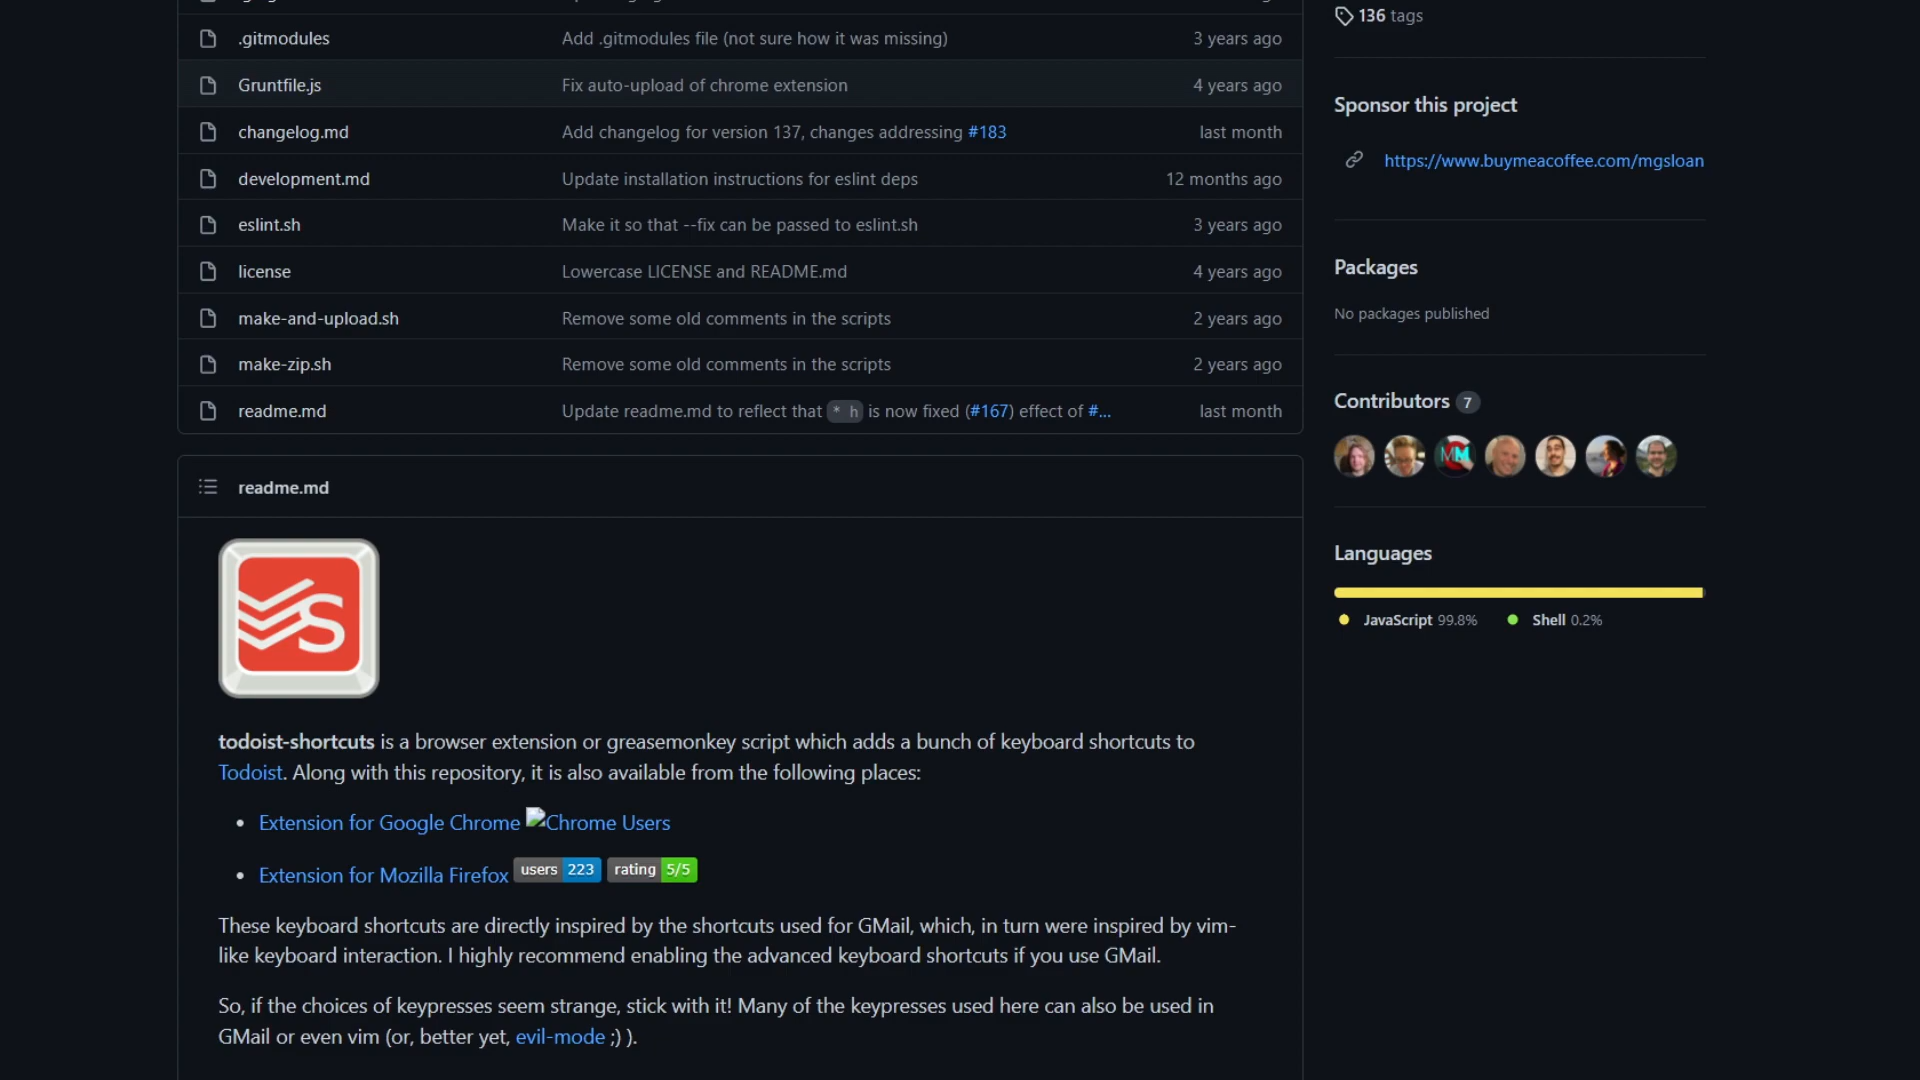 136 tags
.gitmodules Add .gitmodules file (not sure how it was missing) 3 years ago
Gruntfile.js Fix auto-upload of chrome extension 4 years ago
changelog.md Add changelog for version 137, changes addressing #183 last month
development.md Update installation instructions for eslint deps 12 months ago
eslint.sh Make it so that --fix can be passed to eslint.sh 3 years ago
license Lowercase LICENSE and README.md 4 years ago
make-and-upload.sh Remove some old comments in the scripts 2 years ago
make-zip.sh Remove some old comments in the scripts 2 years ago
readme.md Update readme.md to reflect that * h is now fixed (#167) effect of #... last month
readme.md
S
todoist-shortcuts is a browser extension or greasemonkey script which adds a bunch of keyboard shortcuts to
Todoist. Along with this repository, it is also available from the following places:
• Extension for Google Chrome Chrome Users
• Extension for Mozilla Firefox users 223 rating 5/5
These keyboard shortcuts are directly inspired by the shortcuts used for GMail, which, in turn were inspired by vim-
like keyboard interaction. I highly recommend enabling the advanced keyboard shortcuts if you use GMail.
So, if the choices of keypresses seem strange, stick with it! Many of the keypresses used here can also be used in
GMail or even vim (or, better yet, evil-mode ;) ).
Sponsor this project
https://www.buymeacoffee.com/mgsloan
Packages
No packages published
Contributors 7
MM
Languages
JavaScript 99.8% Shell 0.2%